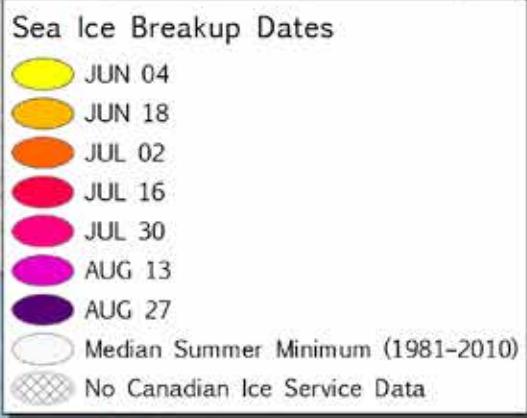 Sea Ice Breakup Dates
JUN 04
JUN 18
JUL 02
JUL 16
JUL 30
AUG 13
AUG 27
Median Summer Minimum (1981-2010)
No Canadian Ice Service Data